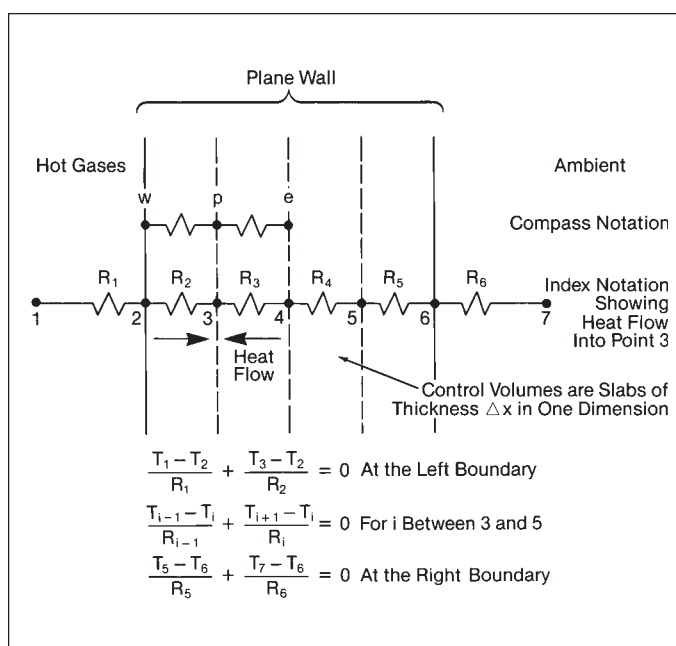 Plane Wall
Hot Gases
Ambient
w p e
Compass Notation
R1 R2 R3 R4 R5 R6
Index Notation
Showing
Heat Flow
Into Point 3
1 2 3 4 5 6 7
Heat
Flow
Control Volumes are Slabs of
Thickness △x in One Dimension
T1 − T2 / R1 + T3 − T2 / R2 = 0 At the Left Boundary
Ti−1 − Ti / Ri−1 + Ti+1 − Ti / Ri = 0 For i Between 3 and 5
T5 − T6 / R5 + T7 − T6 / R6 = 0 At the Right Boundary